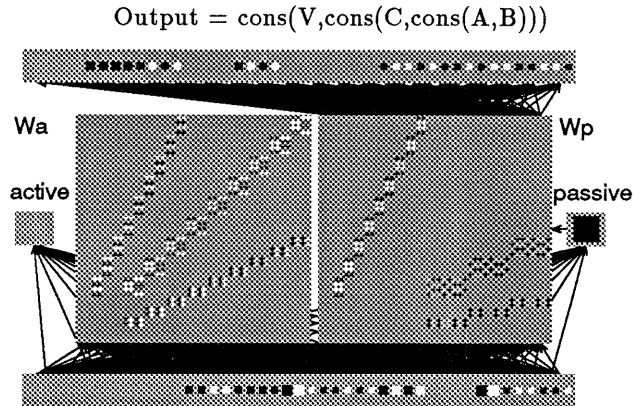 Output = cons(V,cons(C,cons(A,B)))
Wa Wp
active passive